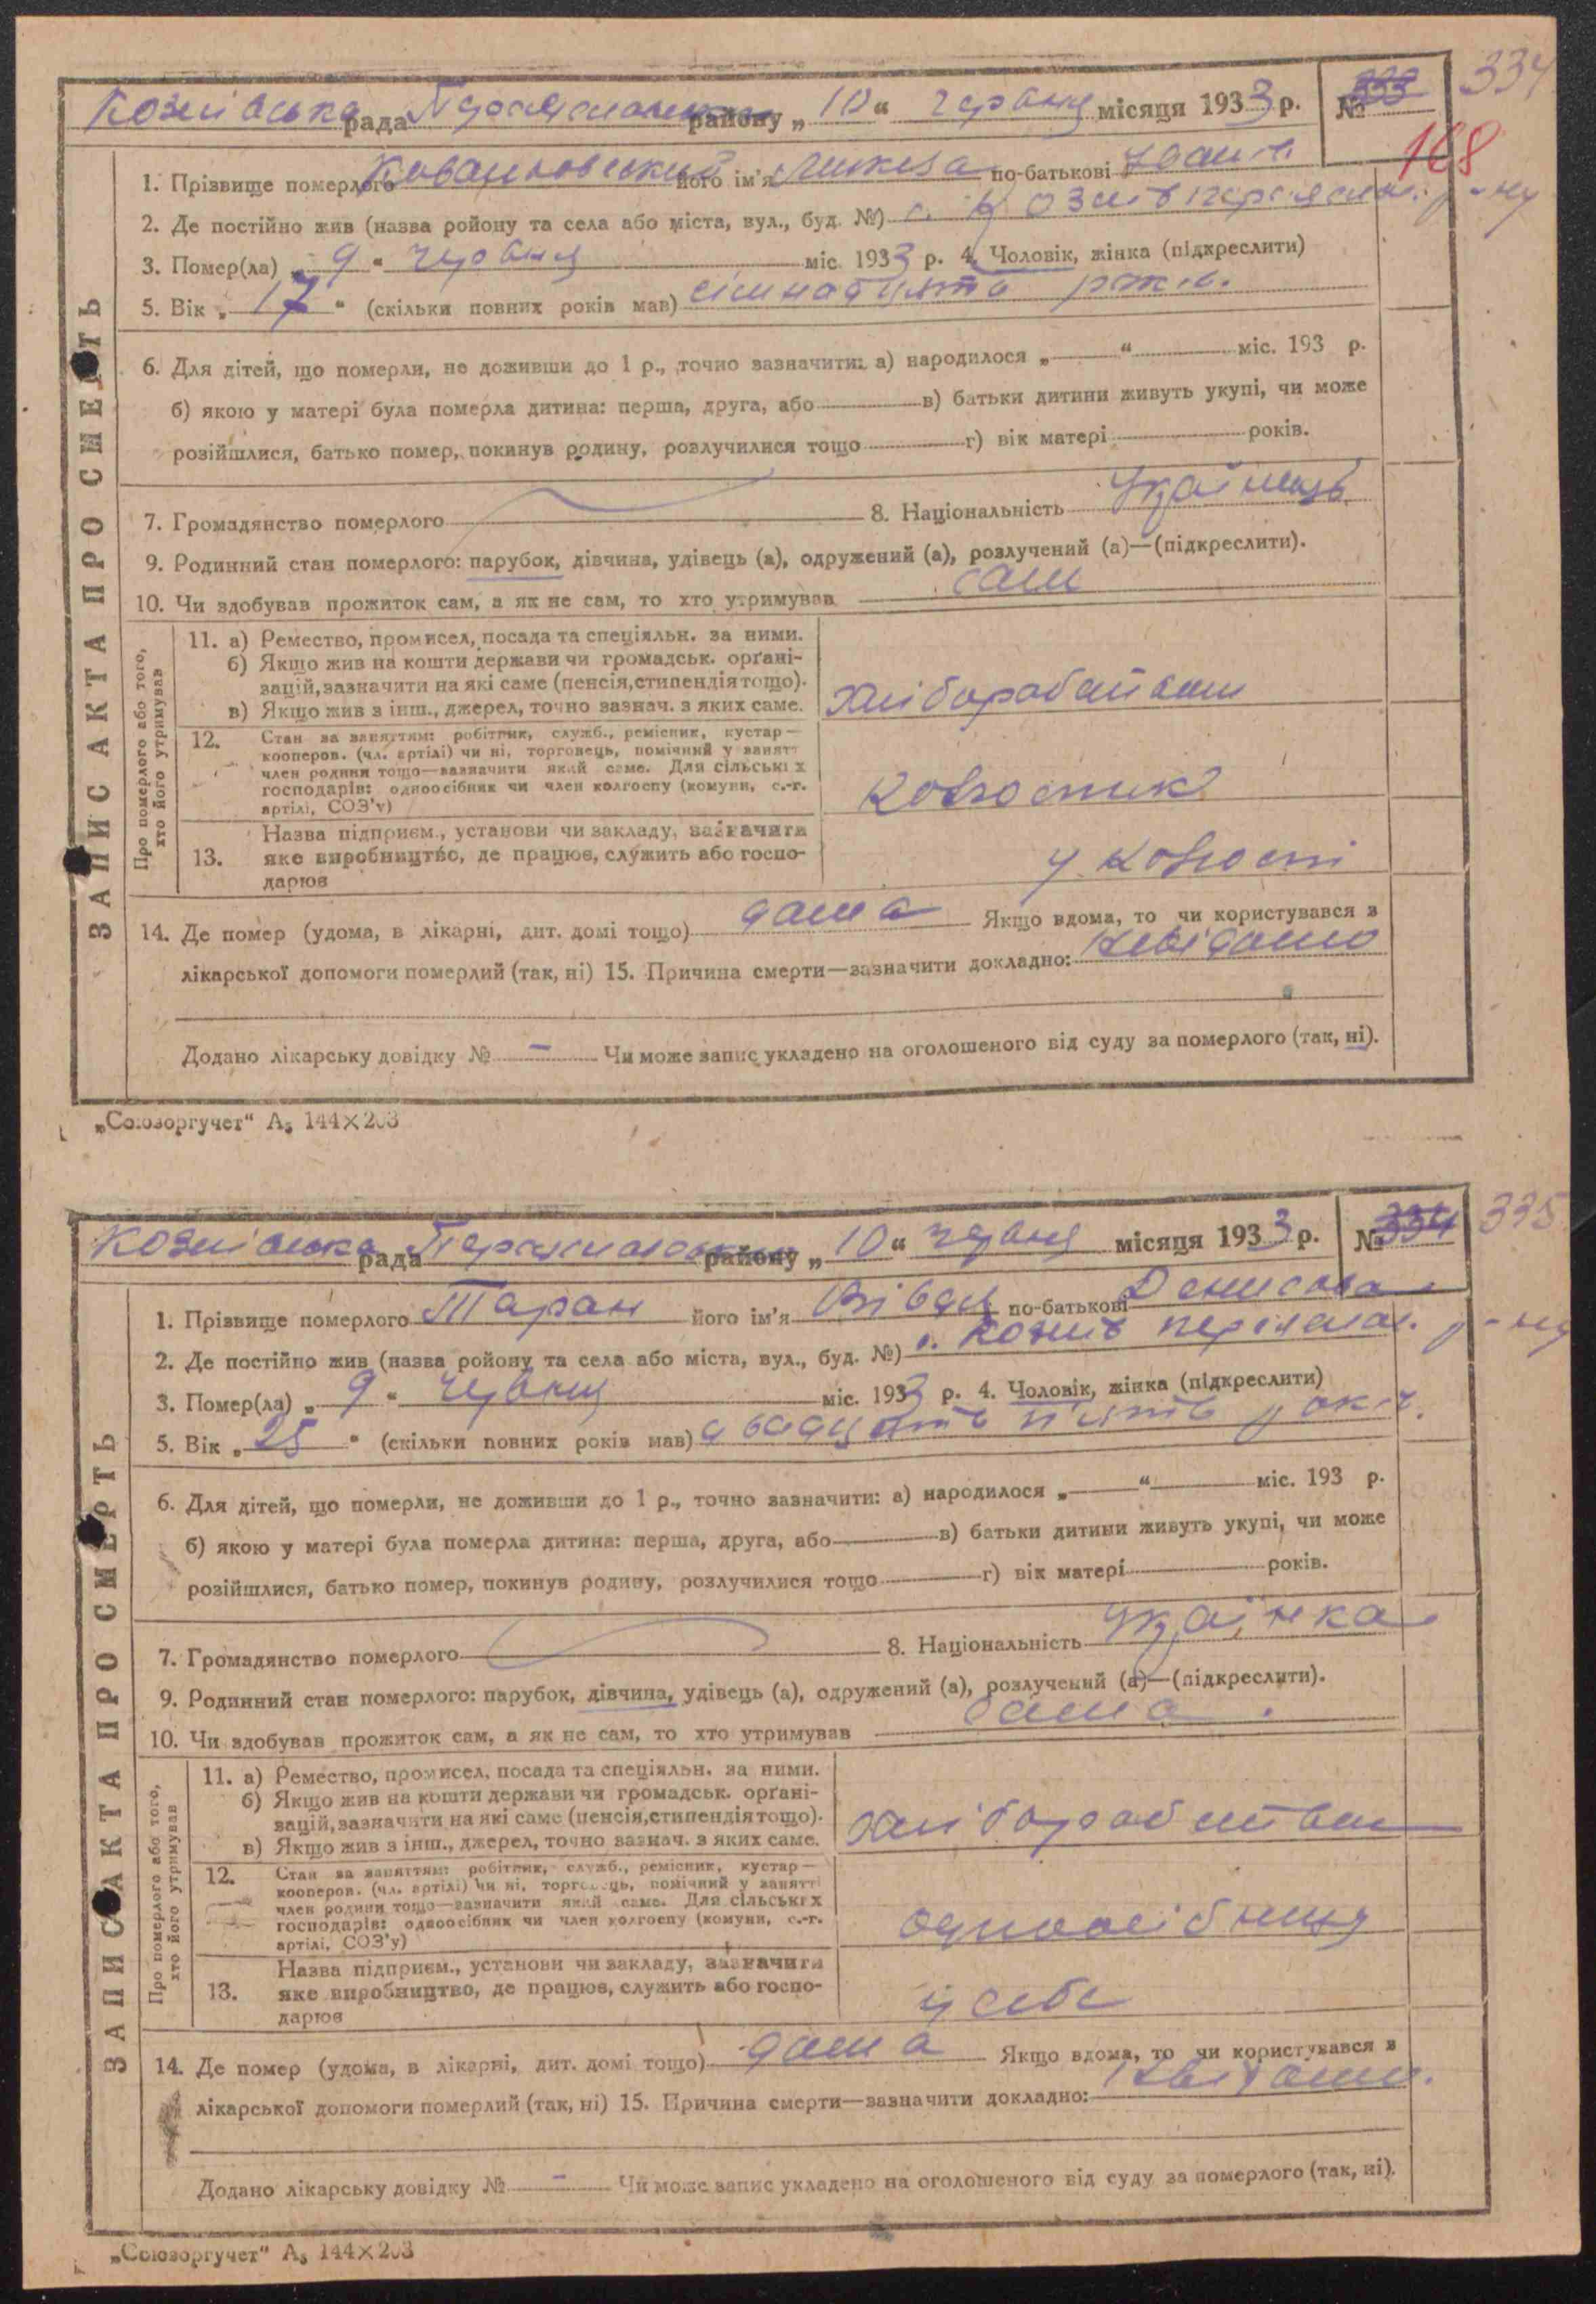 334
Козлівська рада Переяславського району „ 10 “ червня місяця 1933 р. № 333
168
1. Прізвище померлого його ім'я Микита по-батькові
2. Де постійно жив (назва ройону та села або міста, вул., буд. №) с. Козлів переяслав. р-ну
3. Помер(ла) „ 9 “ червня міс. 1933 р. 4. Чоловік, жінка (підкреслити)
5. Вік „ 17 “ (скільки повних років мав) сімнадцять років.
6. Для дітей, що померли, не доживши до 1 р., точно зазначити: а) народилося „ “ міс. 193 р.
б) якою у матері була померла дитина: перша, друга, або в) батьки дитини живуть укупі, чи може
розійшлися, батько помер, покинув родину, розлучилися тощо г) вік матері років.
7. Громадянство померлого 8. Національність Українець
9. Родинний стан померлого: парубок, дівчина, удівець (а), одружений (а), розлучений (а)—(підкреслити).
10. Чи здобував прожиток сам, а як не сам, то хто утримував сам
Про померлого або того,
хто його утримував
11. а) Ремество, промисел, посада та спеціяльн. за ними.
б) Якщо жив на кошти держави чи громадськ. орґані-
зацій, зазначити на які саме (пенсія, стипендія тощо).
в) Якщо жив з інш., джерел, точно зазнач. з яких саме.
12. Стан за заняттям: робітник, служб., ремісник, кустар—
кооперов. (чл. артілі) чи ні, торговець, помічний у занятт
член родини тощо—зазначити який саме. Для сільських
господарів: одноосібник чи член колгоспу (комуни, с.-г.
артілі, СОЗ'у)
13. Назва підприєм., установи чи закладу, зазначити
яке виробництво, де працює, служить або госпо-
дарює
у колгоспі
14. Де помер (удома, в лікарні, дит. домі тощо) дома Якщо вдома, то чи користувався з
лікарської допомоги померлий (так, ні) 15. Причина смерти—зазначити докладно: невідомо
Додано лікарську довідку № – Чи може запис укладено на оголошеного від суду за померлого (так, ні).
ЗАПИС АКТА ПРО СМЕРТЬ
„Союзоргучет“ А₅ 144×203
335
Козлівська рада Переяславського району „ 10 “ червня місяця 1933 р. № 334
1. Прізвище померлого Таран його ім'я Вівдя по-батькові Денисова
2. Де постійно жив (назва ройону та села або міста, вул., буд. №) с. Козлів переяслав. р-ну
3. Помер(ла) „ 9 “ червня міс. 1933 р. 4. Чоловік, жінка (підкреслити)
5. Вік „ 25 “ (скільки повних років мав) двадцять п'ять років.
6. Для дітей, що померли, не доживши до 1 р., точно зазначити: а) народилося „ “ міс. 193 р.
б) якою у матері була померла дитина: перша, друга, або в) батьки дитини живуть укупі, чи може
розійшлися, батько помер, покинув родину, розлучилися тощо г) вік матері років.
7. Громадянство померлого 8. Національність Українка
9. Родинний стан померлого: парубок, дівчина, удівець (а), одружений (а), розлучений (а)—(підкреслити).
10. Чи здобував прожиток сам, а як не сам, то хто утримував сама.
Про померлого або того,
хто його утримував
11. а) Ремество, промисел, посада та спеціяльн. за ними.
б) Якщо жив на кошти держави чи громадськ. орґані-
зацій, зазначити на які саме (пенсія, стипендія тощо).
в) Якщо жив з інш., джерел, точно зазнач. з яких саме.
12. Стан за заняттям: робітник, служб., ремісник, кустар—
кооперов. (чл. артілі) чи ні, торговець, помічний у занятті
член родини тощо—зазначити який саме. Для сільських
господарів: одноосібник чи член колгоспу (комуни, с.-г.
артілі, СОЗ'у)
одноосібниця
13. Назва підприєм., установи чи закладу, зазначити
яке виробництво, де працює, служить або госпо-
дарює
у себе
14. Де помер (удома, в лікарні, дит. домі тощо) дома Якщо вдома, то чи користувався з
лікарської допомоги померлий (так, ні) 15. Причина смерти—зазначити докладно: невідомо.
Додано лікарську довідку № – Чи може запис укладено на оголошеного від суду за померлого (так, ні).
ЗАПИС АКТА ПРО СМЕРТЬ
„Союзоргучет“ А₅ 144×203